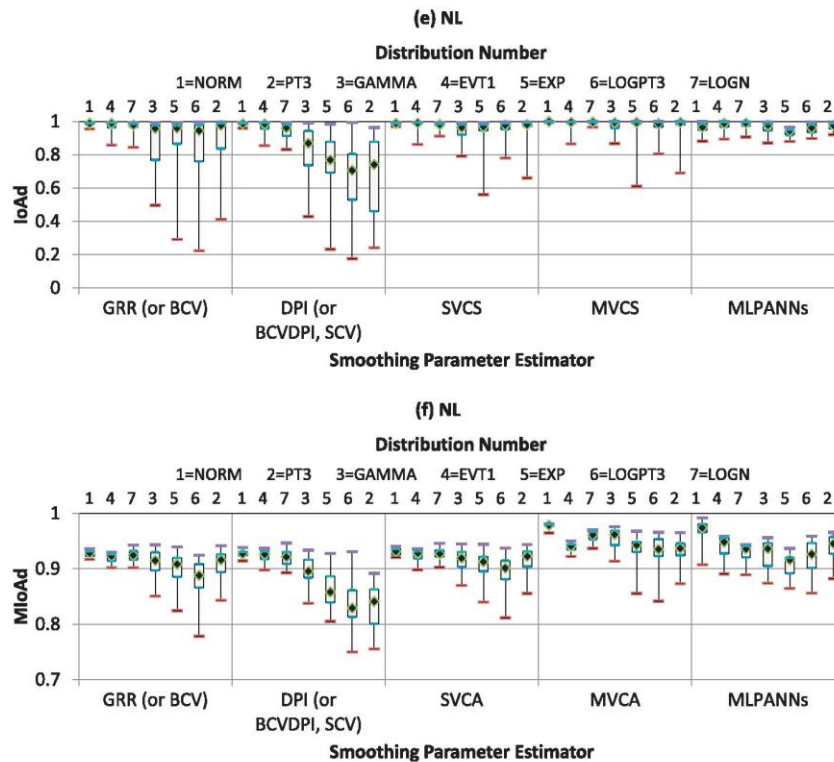 (e) NL
Distribution Number
1=NORM 2=PT3 3=GAMMA 4=EVT1 5=EXP 6=LOGPT3 7=LOGN
1 4 7 3 5 6 2 1 4 7 3 5 6 2 1 4 7 3 5 6 2 1 4 7 3 5 6 2 1 4 7 3 5 6 2
1
0.8
0.6
0.4
0.2
0
IoAd
GRR (or BCV) DPI (or SVCS MVCS MLPANNs
BCVDPI, SCV)
Smoothing Parameter Estimator
(f) NL
Distribution Number
1=NORM 2=PT3 3=GAMMA 4=EVT1 5=EXP 6=LOGPT3 7=LOGN
1 4 7 3 5 6 2 1 4 7 3 5 6 2 1 4 7 3 5 6 2 1 4 7 3 5 6 2 1 4 7 3 5 6 2
1
0.9
0.8
0.7
MIoAd
GRR (or BCV) DPI (or SVCA MVCA MLPANNs
BCVDPI, SCV)
Smoothing Parameter Estimator